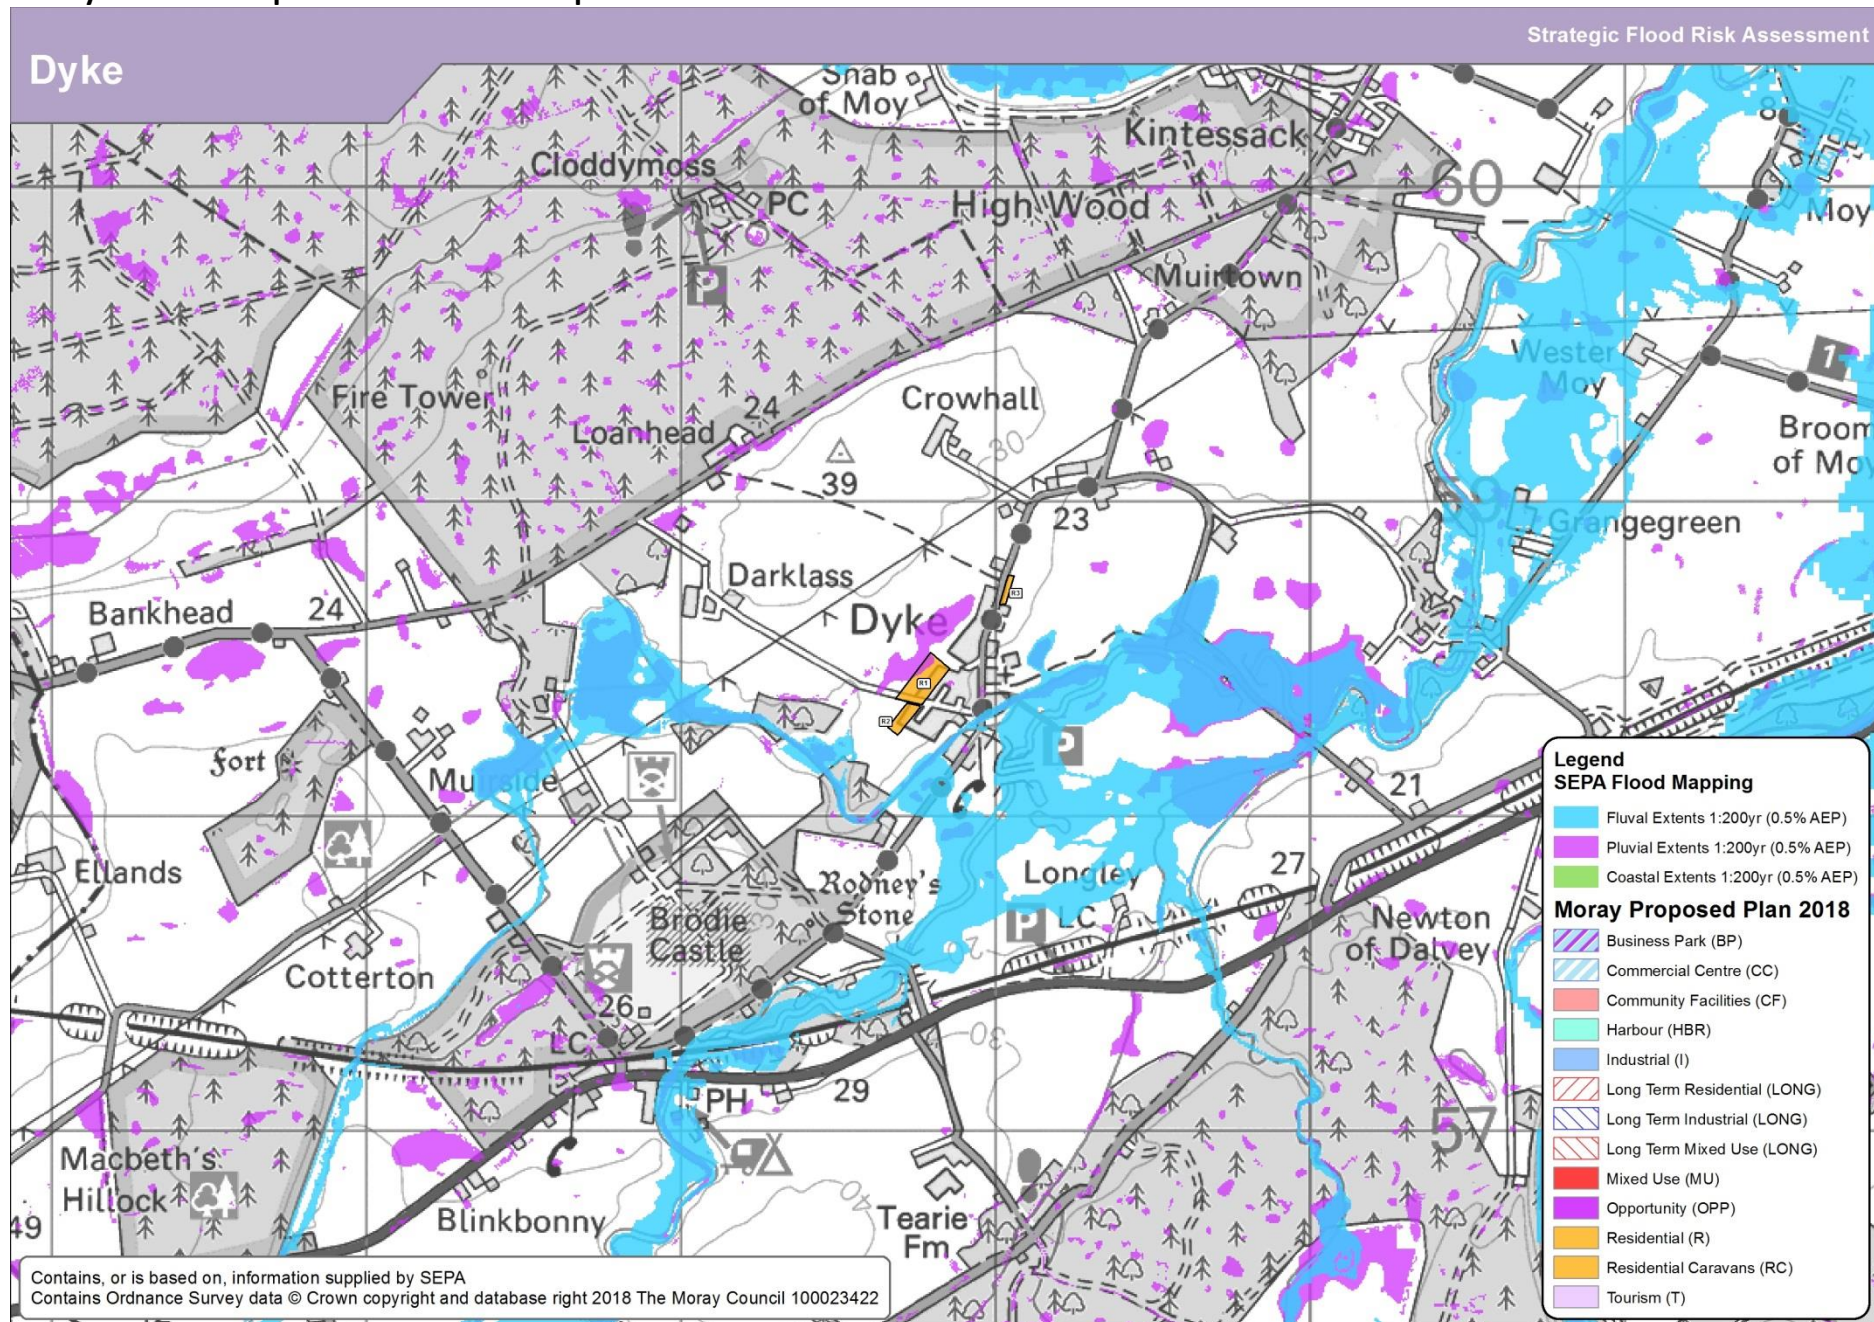 Strategic Flood Risk Assessment
Dyke
Snab
of Moy
Kintessack
Cloddymoss
PC
High Wood
60
8
Moy
P
Muirtown
Wester
Moy
1
Fire Tower
Crowhall
24
Loanhead
30
Broom
of Moy
39
23
59
Grangegreen
Darklass
Bankhead
24
Dyke
R3
R1
R2
P
Fort
Muirside
21
Ellands
27
Longley
Rodney's
Stone
P
LC
Brodie
Castle
30
Newton
of Dalvey
Cotterton
26
LC
30
29
PH
57
Macbeth's
Hillock
40
49
Blinkbonny
Tearie
Fm
Legend
SEPA Flood Mapping
Fluval Extents 1:200yr (0.5% AEP)
Pluvial Extents 1:200yr (0.5% AEP)
Coastal Extents 1:200yr (0.5% AEP)
Moray Proposed Plan 2018
Business Park (BP)
Commercial Centre (CC)
Community Facilities (CF)
Harbour (HBR)
Industrial (I)
Long Term Residential (LONG)
Long Term Industrial (LONG)
Long Term Mixed Use (LONG)
Mixed Use (MU)
Opportunity (OPP)
Residential (R)
Residential Caravans (RC)
Tourism (T)
Contains, or is based on, information supplied by SEPA
Contains Ordnance Survey data © Crown copyright and database right 2018 The Moray Council 100023422